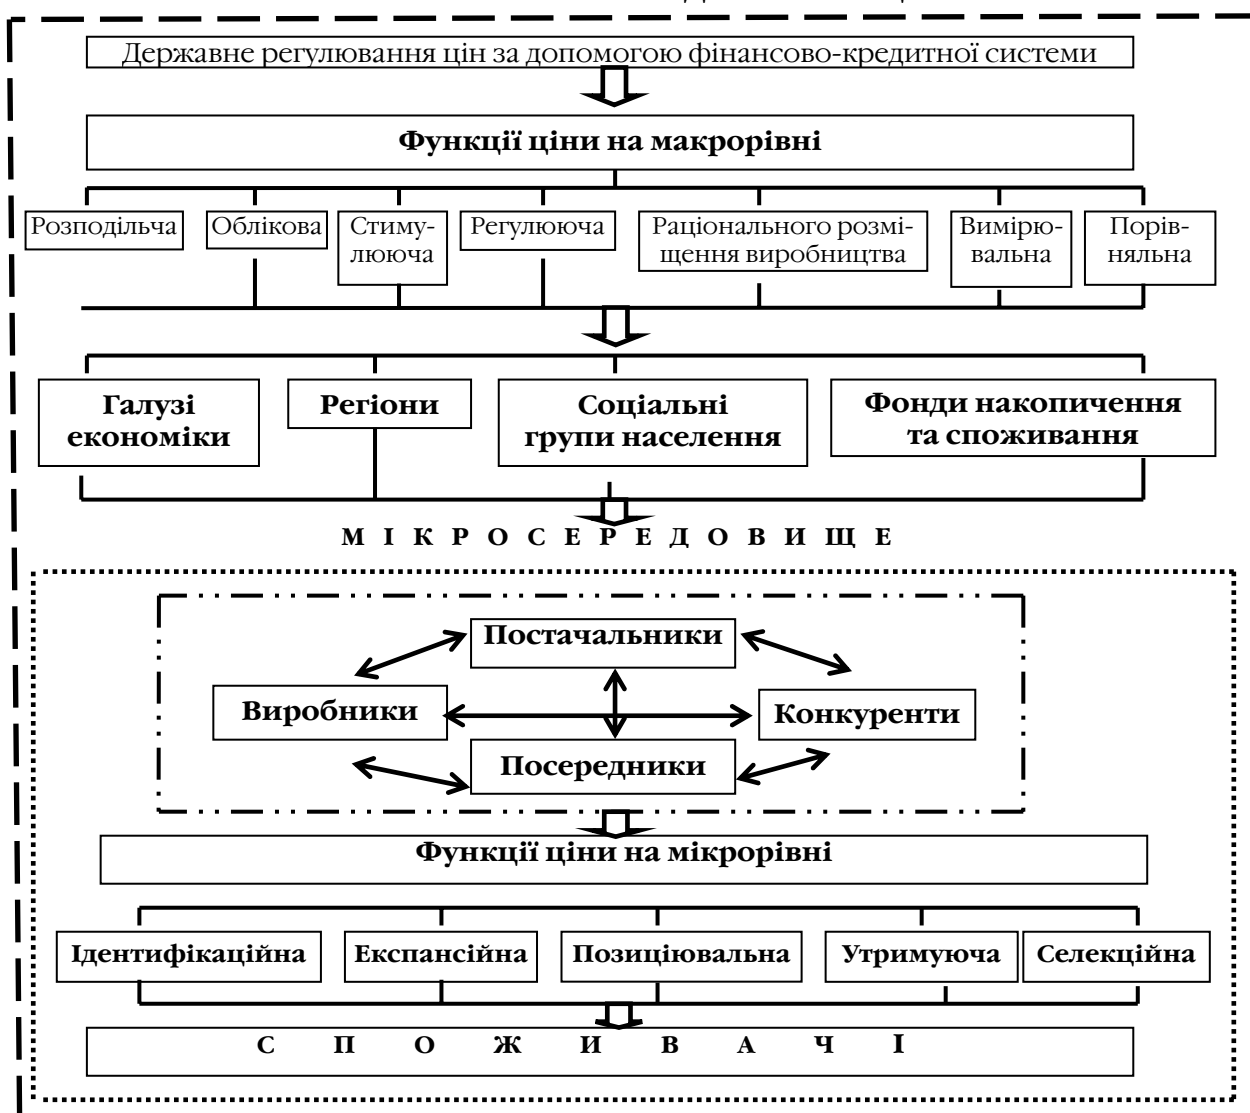 Державне регулювання цін за допомогою фінансово-кредитної системи
Функції ціни на макрорівні
Розподільча
Облікова
Стиму-
лююча
Регулююча
Раціонального розмі-
щення виробництва
Вимірю-
вальна
Порів-
няльна
Галузі
економіки
Регіони
Соціальні
групи населення
Фонди накопичення
та споживання
М І К Р О С Е Р Е Д О В И Щ Е
Постачальники
Виробники
Конкуренти
Посередники
Функції ціни на мікрорівні
Ідентифікаційна
Експансійна
Позиціювальна
Утримуюча
Селекційна
С П О Ж И В А Ч І